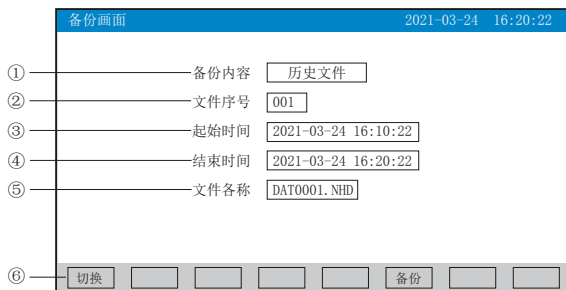 备份画面 2021-03-24 16:20:22
① 备份内容 历史文件
② 文件序号 001
③ 起始时间 2021-03-24 16:10:22
④ 结束时间 2021-03-24 16:20:22
⑤ 文件各称 DAT0001.NHD
⑥ 切换 备份